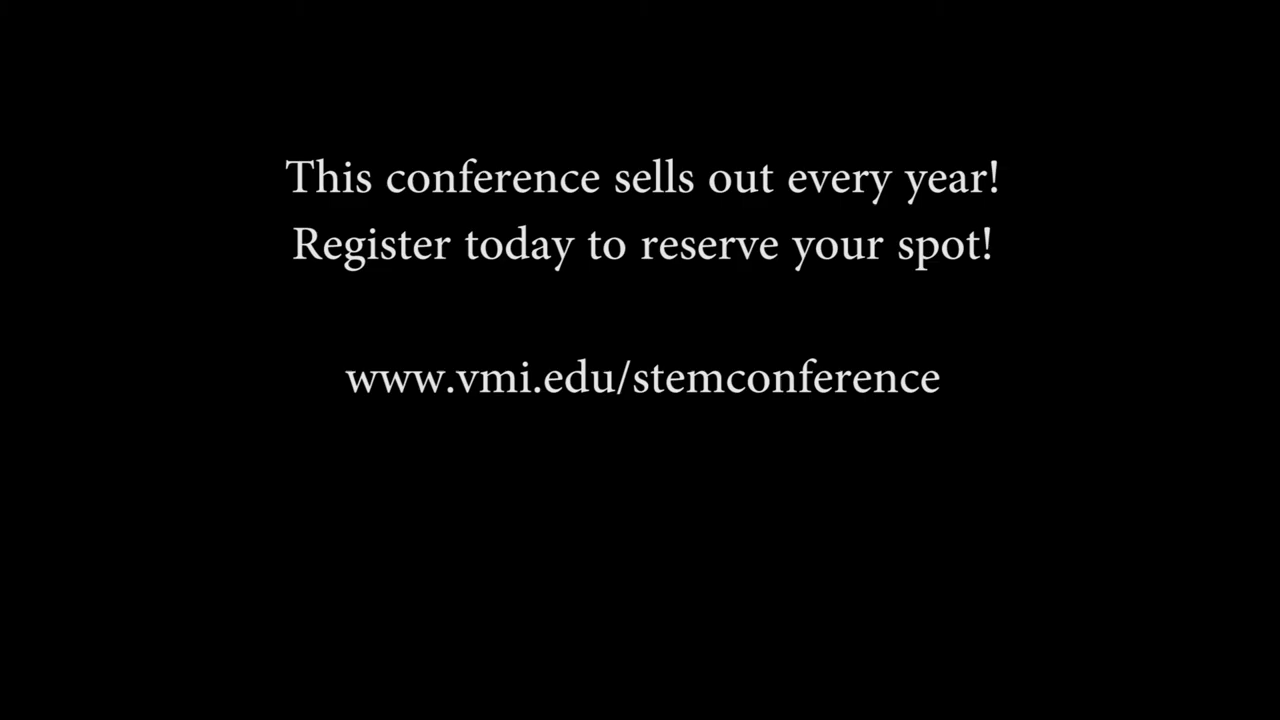 This conference sells out every year!
Register today to reserve your spot!
www.vmi.edu/stemconference